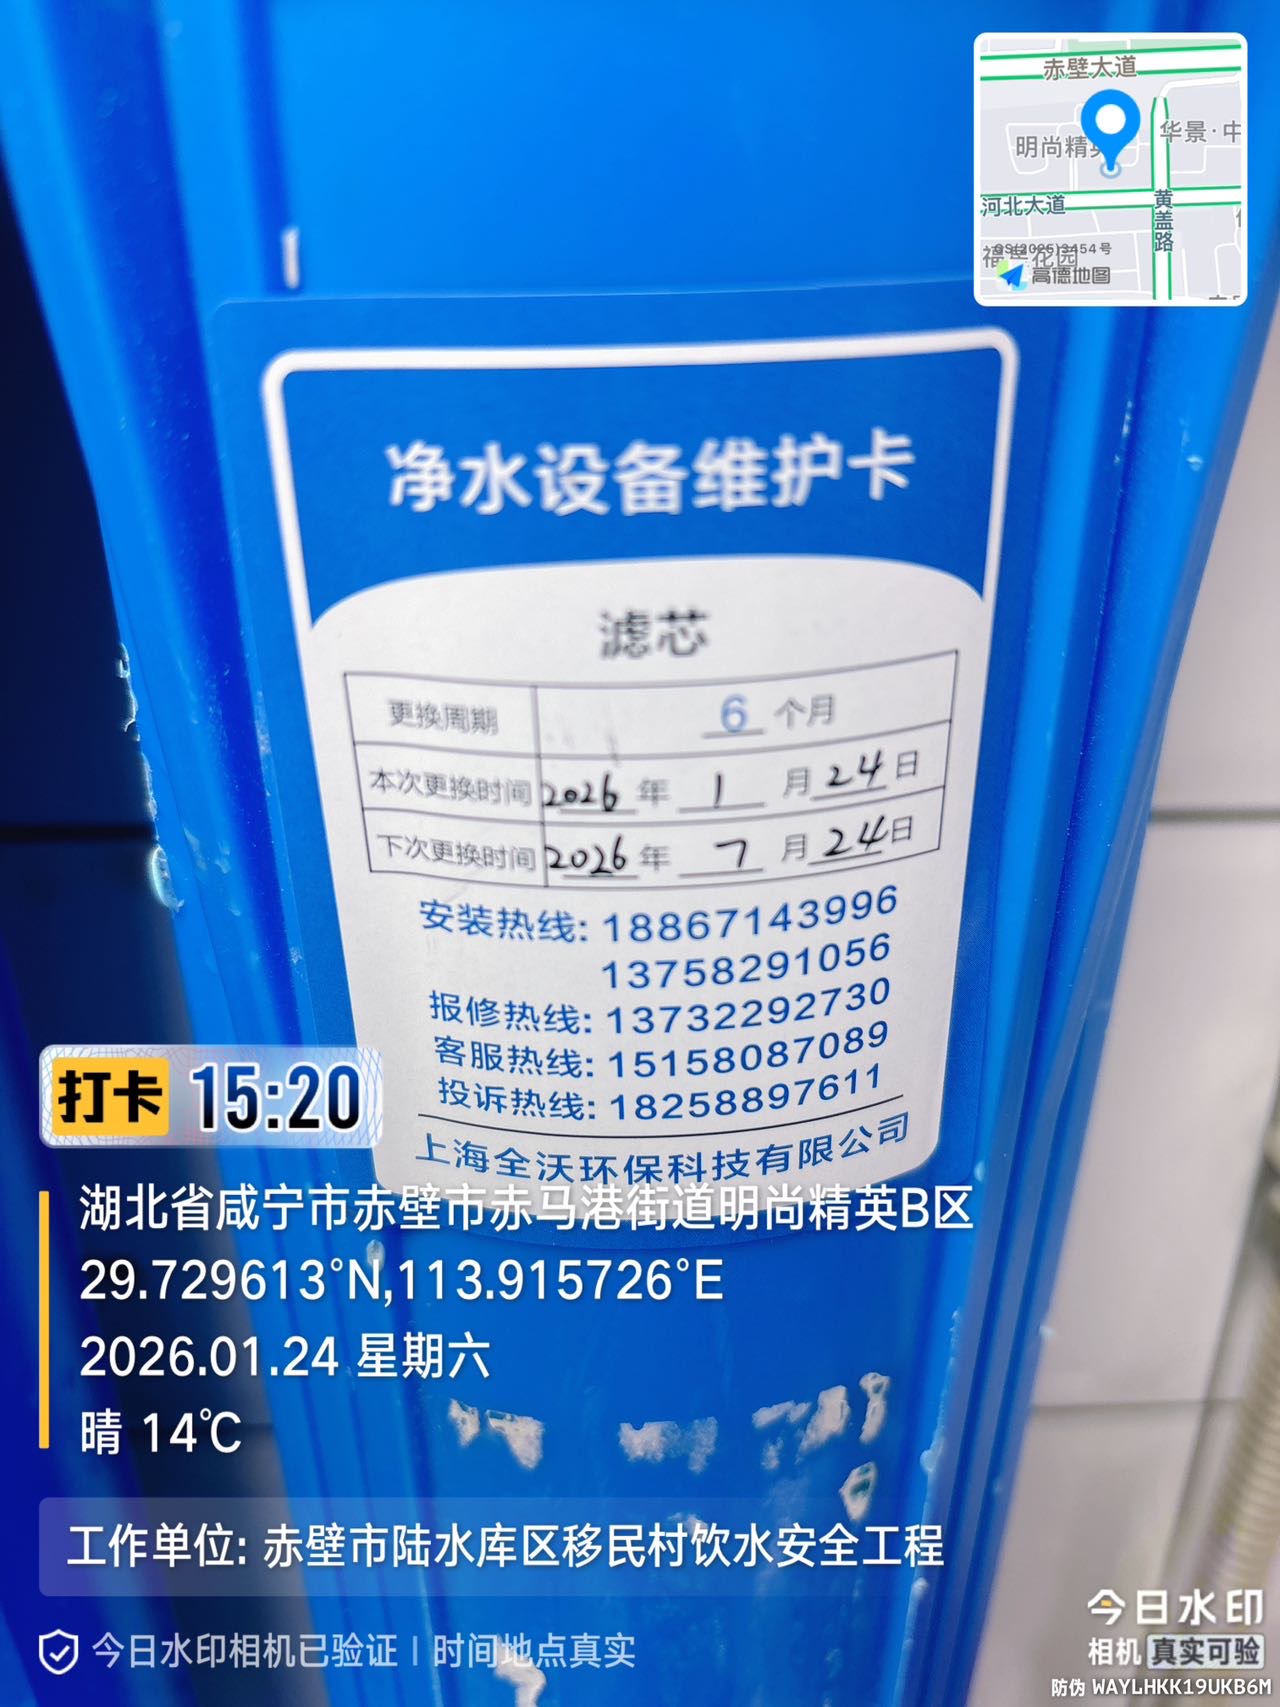 赤壁大道
华景·中
明尚精英
河北大道
黄盖路
GS(2025)3454号
高德地图
净水设备维护卡
滤芯
更换周期 6 个月
本次更换时间 2026 年 1 月 24 日
下次更换时间 2026 年 7 月 24 日
安装热线: 18867143996
13758291056
报修热线: 13732292730
客服热线: 15158087089
投诉热线: 18258897611
上海全沃环保科技有限公司
打卡 15:20
湖北省咸宁市赤壁市赤马港街道明尚精英B区
29.729613°N,113.915726°E
2026.01.24 星期六
晴 14℃
工作单位: 赤壁市陆水库区移民村饮水安全工程
今日水印相机已验证 | 时间地点真实
今日水印
相机 真实可验
防伪 WAYLHKK19UKB6M